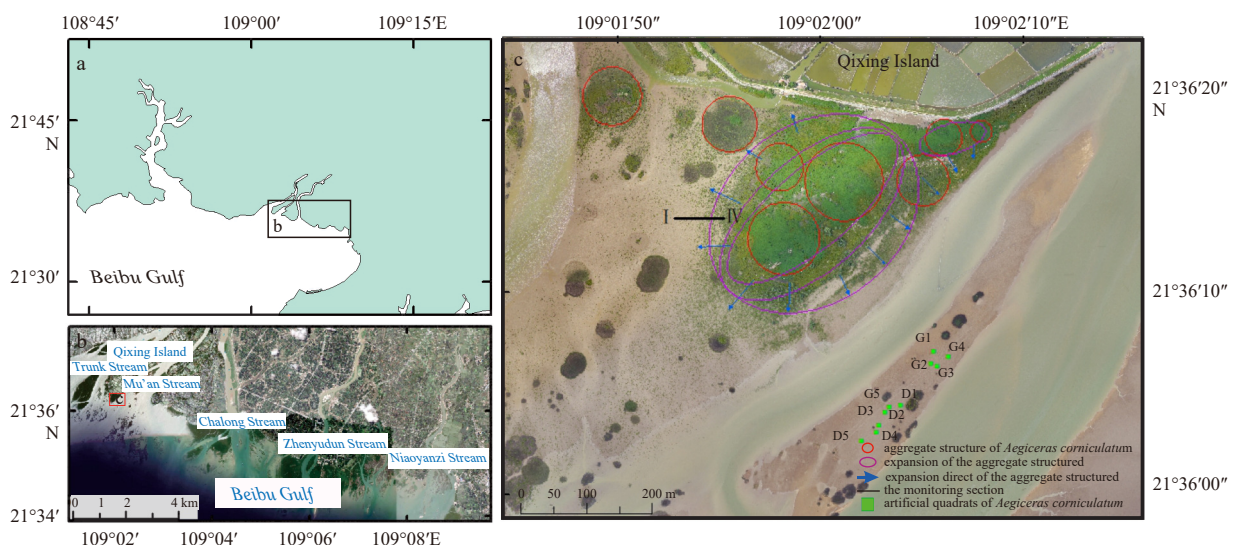 108°45′ 109°00′ 109°15′
21°45′
N
21°30′
a
b
Beibu Gulf
b
Qixing Island
Trunk Stream
Mu'an Stream
c
Chalong Stream
Zhenyudun Stream
Niaoyanzi Stream
Beibu Gulf
0 2 4 km
21°36′
N
21°34′
109°02′ 109°04′ 109°06′ 109°08′
109°01′50″ 109°02′00″ 109°02′10″
c
Qixing Island
21°36′20″
N
21°36′10″
21°36′00″
I IV
G1
G4
G2
G3
G5
D1
D3
D2
D5
D4
aggregate structure of Aegiceras corniculatum
expansion of the aggregate structured
expansion direct of the aggregate structured
the monitoring section
artificial quadrats of Aegiceras corniculatum
0 50 100 200 m